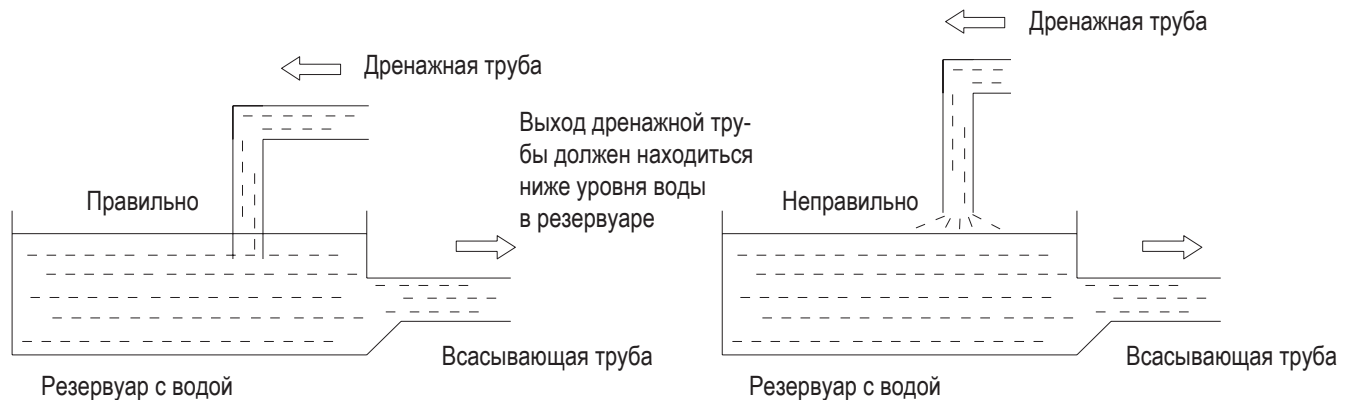 Дренажная труба
Дренажная труба
Выход дренажной тру-
бы должен находиться
ниже уровня воды
в резервуаре
Правильно
Неправильно
Всасывающая труба
Всасывающая труба
Резервуар с водой
Резервуар с водой